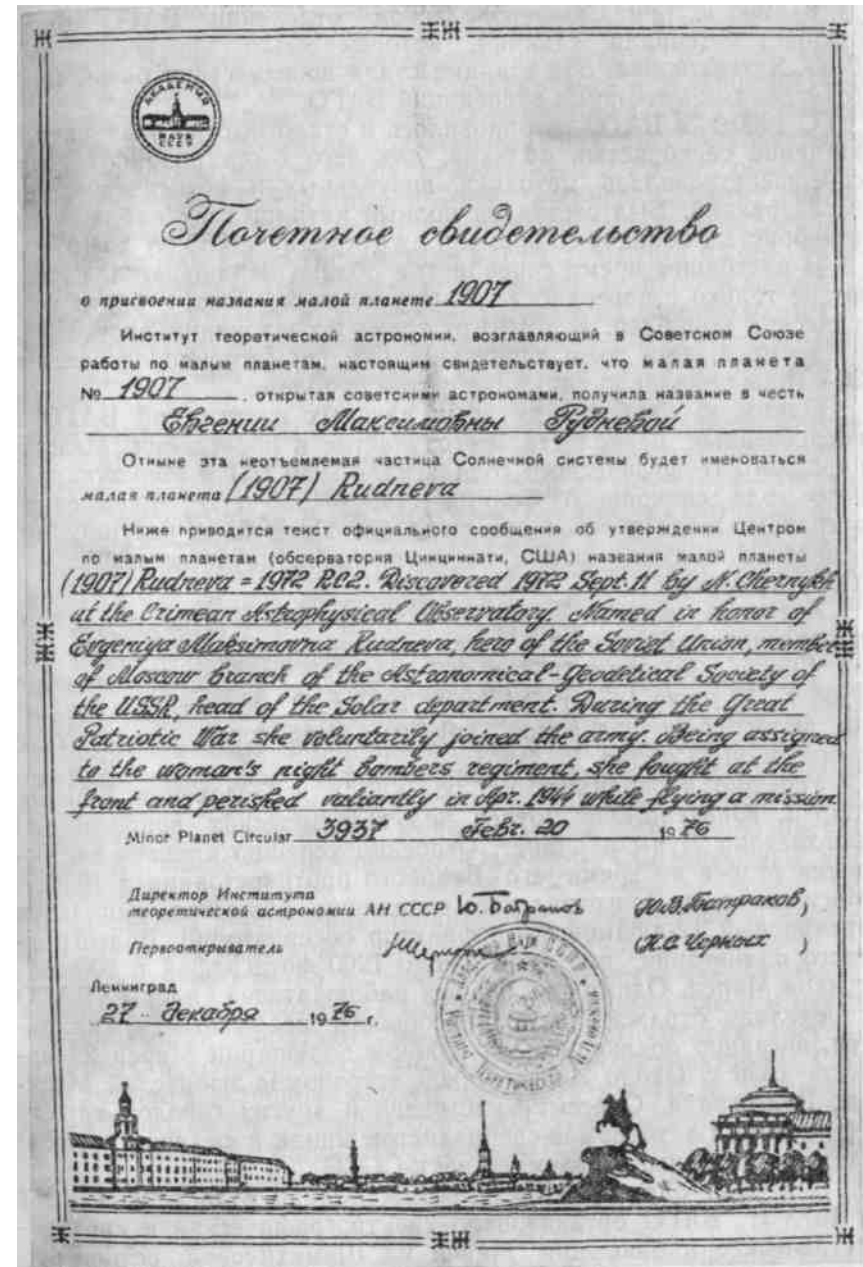 АКАДЕМИЯ
НАУК
СССР
Почетное свидетельство
о присвоении названия малой планете 1907
Институт теоретической астрономии, возглавляющий в Советском Союзе
работы по малым планетам, настоящим свидетельствует, что малая планета
№ 1907, открытая советскими астрономами, получила название в честь
Евгении Максимовны Рудневой
Отныне эта неотъемлемая частица Солнечной системы будет именоваться
малая планета (1907) Rudneva
Ниже приводится текст официального сообщения об утверждении Центром
по малым планетам (обсерватория Цинциннати, США) названия малой планеты
(1907) Rudneva = 1972 RC2. Discovered 1972 Sept. 11 by N. Chernykh
at the Crimean Astrophysical Observatory. Named in honor of
Evgeniya Maksimovna Rudneva, hero of the Soviet Union, member
of Moscow branch of the Astronomical-Geodetical Society of
the USSR, head of the Solar department. During the Great
Patriotic War she voluntarily joined the army. Being assigned
to the woman's night bombers regiment, she fought at the
front and perished valiantly in Apr. 1944 while flying a mission.
Minor Planet Circular 3937 Febr. 20 1976
Директор Института
теоретической астрономии АН СССР Ю. Батраков (Ю.В. Батраков)
Первооткрыватель (Н.С. Черных)
Ленинград
27 декабря 1976 г.